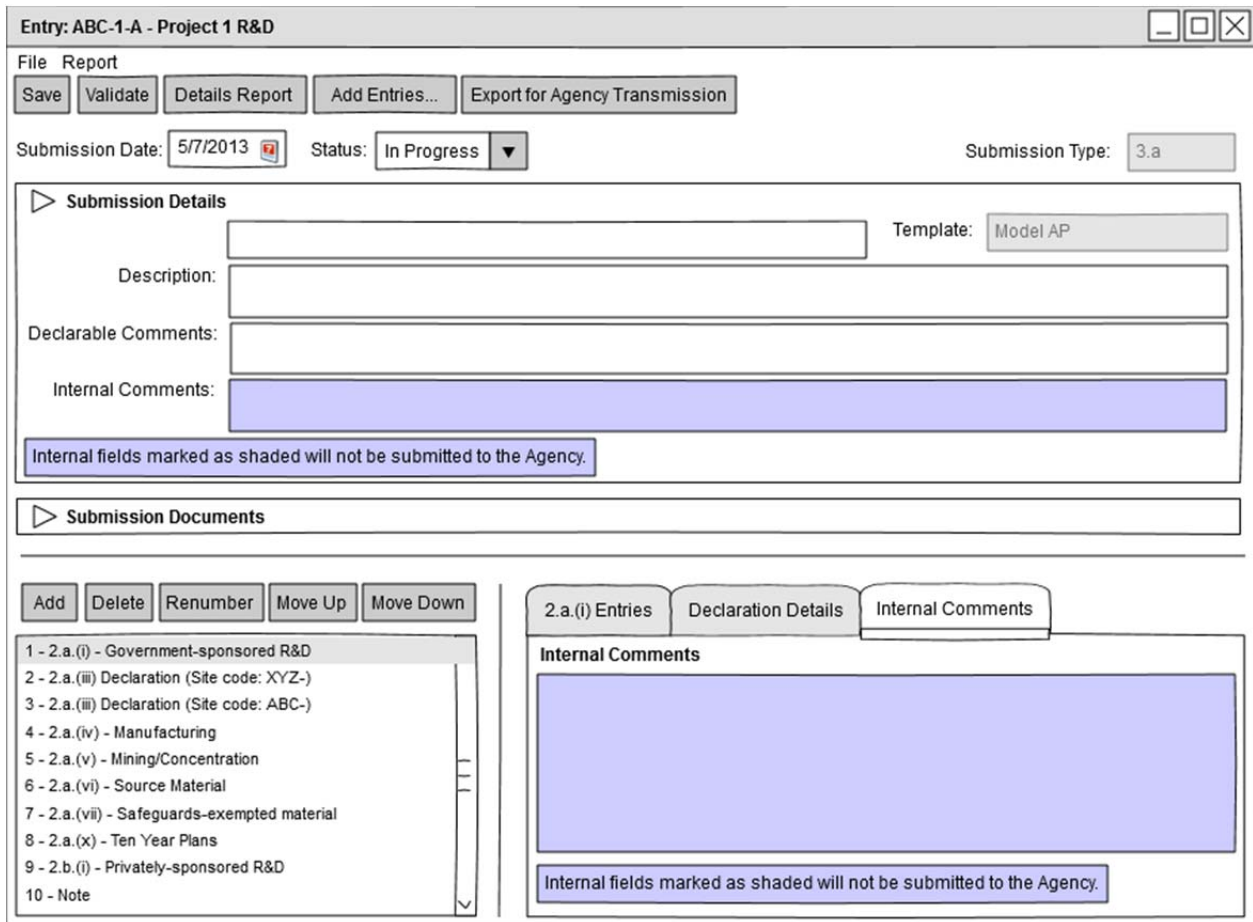 Entry: ABC-1-A - Project 1 R&D
File Report
Save Validate Details Report Add Entries... Export for Agency Transmission
Submission Date: 5/7/2013 Status: In Progress Submission Type: 3.a
Submission Details
Template: Model AP
Description:
Declarable Comments:
Internal Comments:
Internal fields marked as shaded will not be submitted to the Agency.
Submission Documents
Add Delete Renumber Move Up Move Down
1 - 2.a.(i) - Government-sponsored R&D
2 - 2.a.(iii) Declaration (Site code: XYZ-)
3 - 2.a.(iii) Declaration (Site code: ABC-)
4 - 2.a.(iv) - Manufacturing
5 - 2.a.(v) - Mining/Concentration
6 - 2.a.(vi) - Source Material
7 - 2.a.(vii) - Safeguards-exempted material
8 - 2.a.(x) - Ten Year Plans
9 - 2.b.(i) - Privately-sponsored R&D
10 - Note
2.a.(i) Entries Declaration Details Internal Comments
Internal Comments
Internal fields marked as shaded will not be submitted to the Agency.